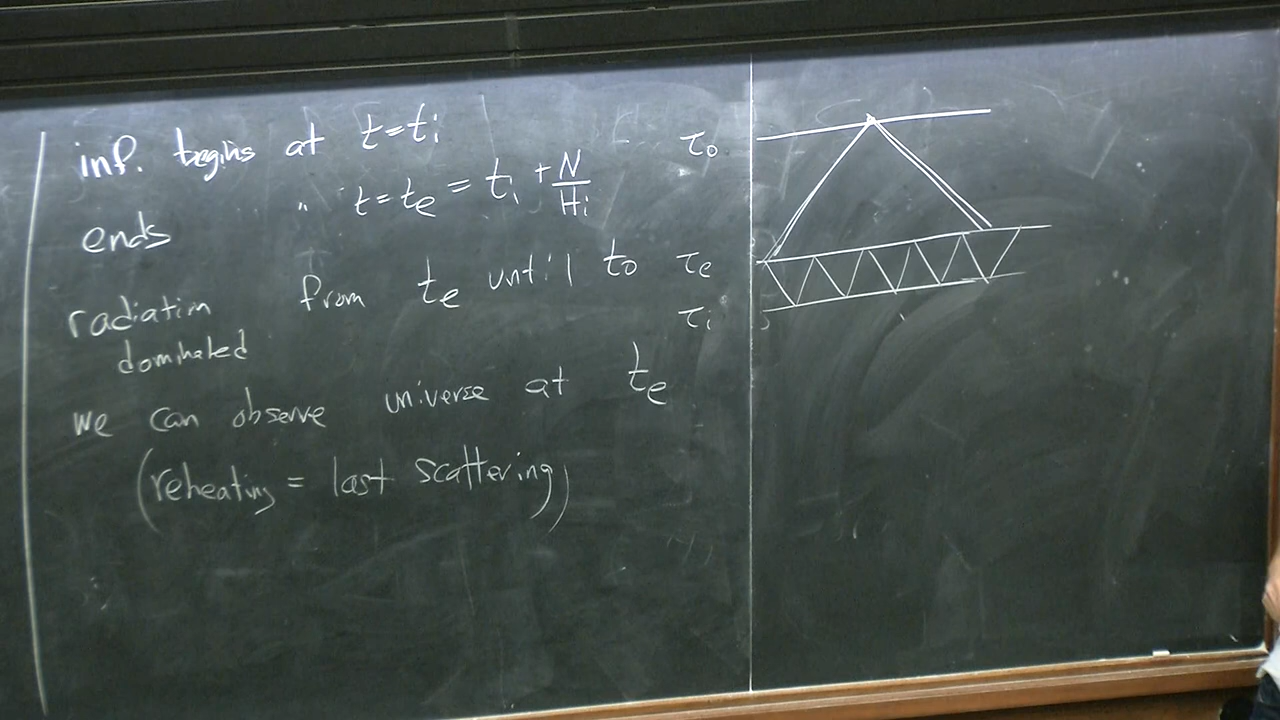 inf. begins at t=ti
ends " t=te = ti + N/Hi
radiation from te until t0
dominated
we can observe universe at te
(reheating = last scattering)
τ0
τe
τi